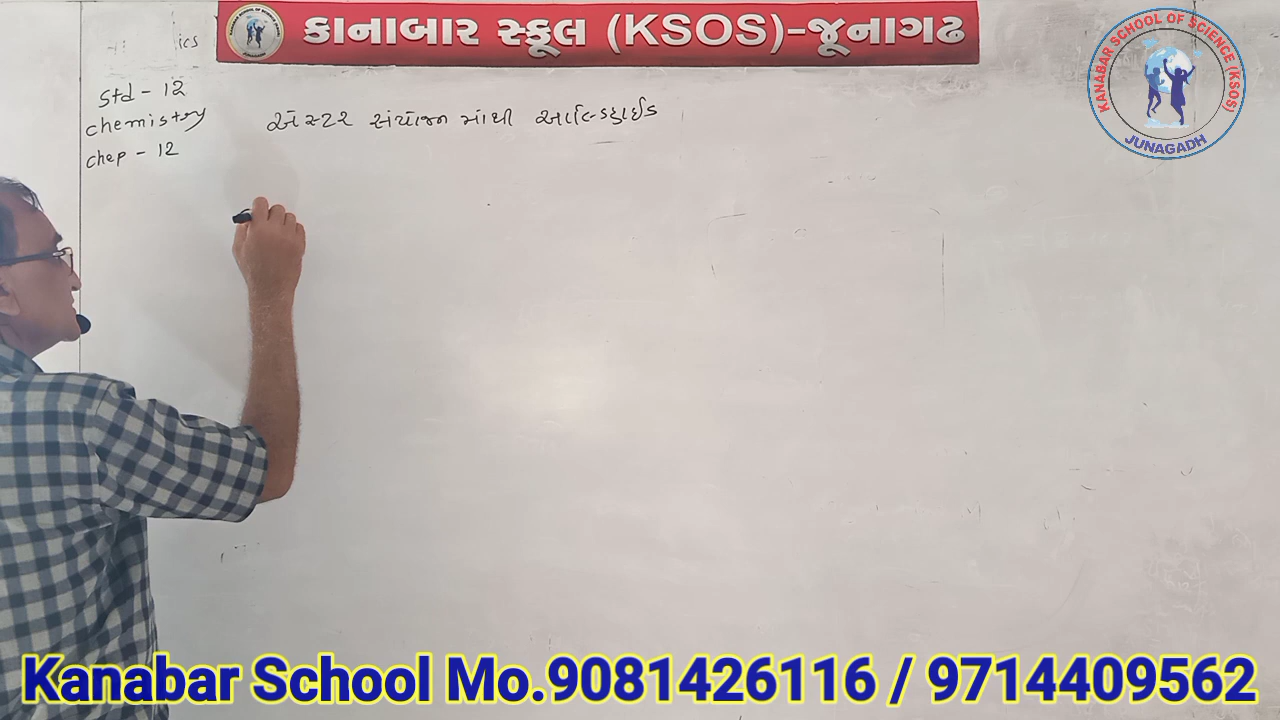 કાનાબાર સ્કૂલ (KSOS)-જૂનાગઢ
KANABAR SCHOOL OF SCIENCE (KSOS)
JUNAGADH
ics
Std - 12
chemistry
chep - 12
એસ્ટર સંયોજન માંથી આલ્ડિહાઈડ
Kanabar School Mo.9081426116 / 9714409562